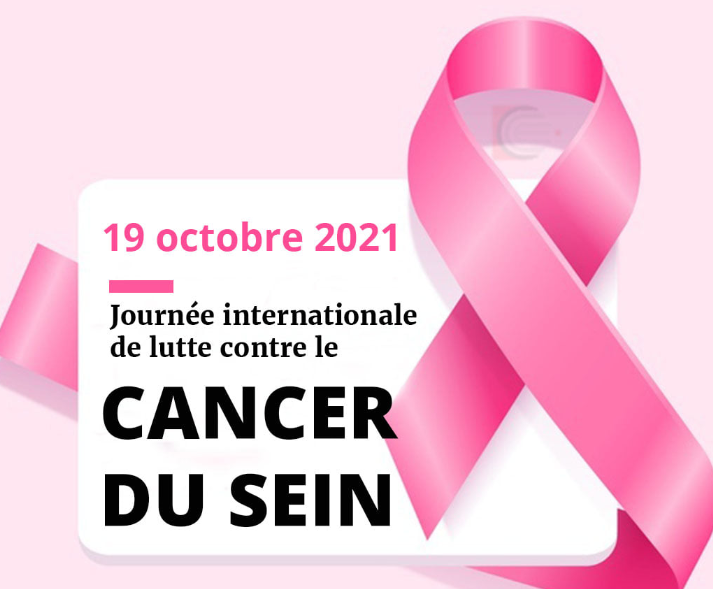 19 octobre 2021
Journée internationale
de lutte contre le
CANCER
DU SEIN